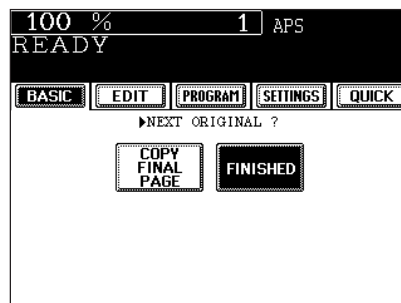 100 % 1 APS
READY
BASIC EDIT PROGRAM SETTINGS QUICK
▶NEXT ORIGINAL ?
COPY
FINAL
PAGE
FINISHED